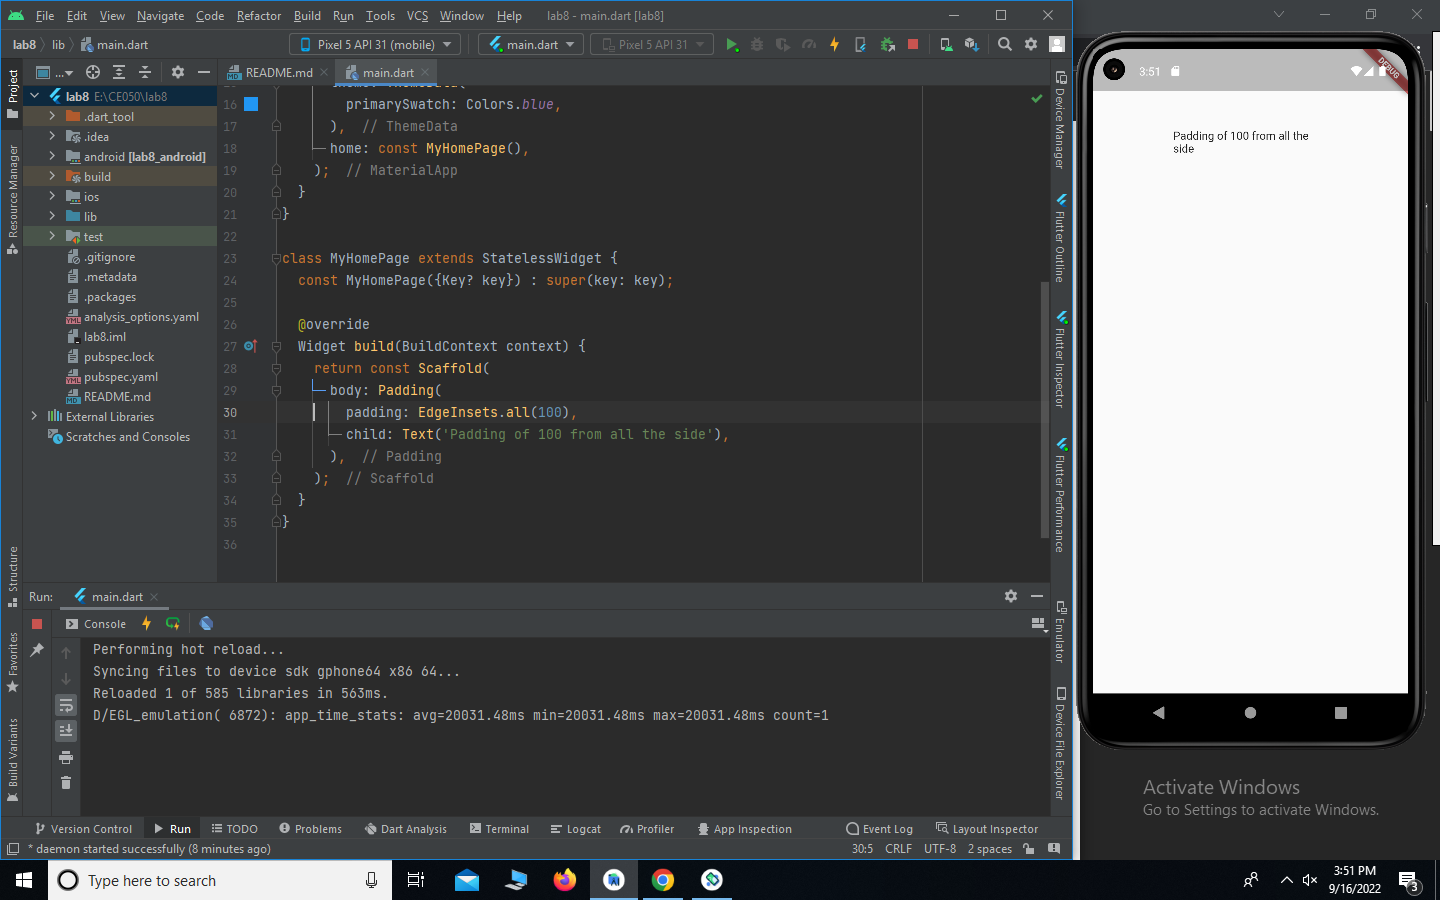 File Edit View Navigate Code Refactor Build Run Tools VCS Window Help lab8 - main.dart [lab8]
lab8 lib main.dart Pixel 5 API 31 (mobile) main.dart Pixel 5 API 31
Project
Resource Manager
Structure
Favorites
Build Variants
... 
lab8 E:\CE050\lab8
.dart_tool
.idea
android [lab8_android]
build
ios
lib
test
.gitignore
.metadata
.packages
analysis_options.yaml
lab8.iml
pubspec.lock
pubspec.yaml
README.md
External Libraries
Scratches and Consoles
README.md main.dart
16 primarySwatch: Colors.blue,
17 ), // ThemeData
18 home: const MyHomePage(),
19 ); // MaterialApp
20 }
21 }
22
23 class MyHomePage extends StatelessWidget {
24 const MyHomePage({Key? key}) : super(key: key);
25
26 @override
27 Widget build(BuildContext context) {
28 return const Scaffold(
29 body: Padding(
30 padding: EdgeInsets.all(100),
31 child: Text('Padding of 100 from all the side'),
32 ), // Padding
33 ); // Scaffold
34 }
35 }
36
Device Manager
Flutter Outline
Flutter Inspector
Flutter Performance
Emulator
Device File Explorer
Run: main.dart
Console
Performing hot reload...
Syncing files to device sdk gphone64 x86 64...
Reloaded 1 of 585 libraries in 563ms.
D/EGL_emulation( 6872): app_time_stats: avg=20031.48ms min=20031.48ms max=20031.48ms count=1
Version Control Run TODO Problems Dart Analysis Terminal Logcat Profiler App Inspection Event Log Layout Inspector
* daemon started successfully (8 minutes ago) 30:5 CRLF UTF-8 2 spaces
3:51
DEBUG
Padding of 100 from all the
side
Activate Windows
Go to Settings to activate Windows.
Type here to search
3:51 PM
9/16/2022
3